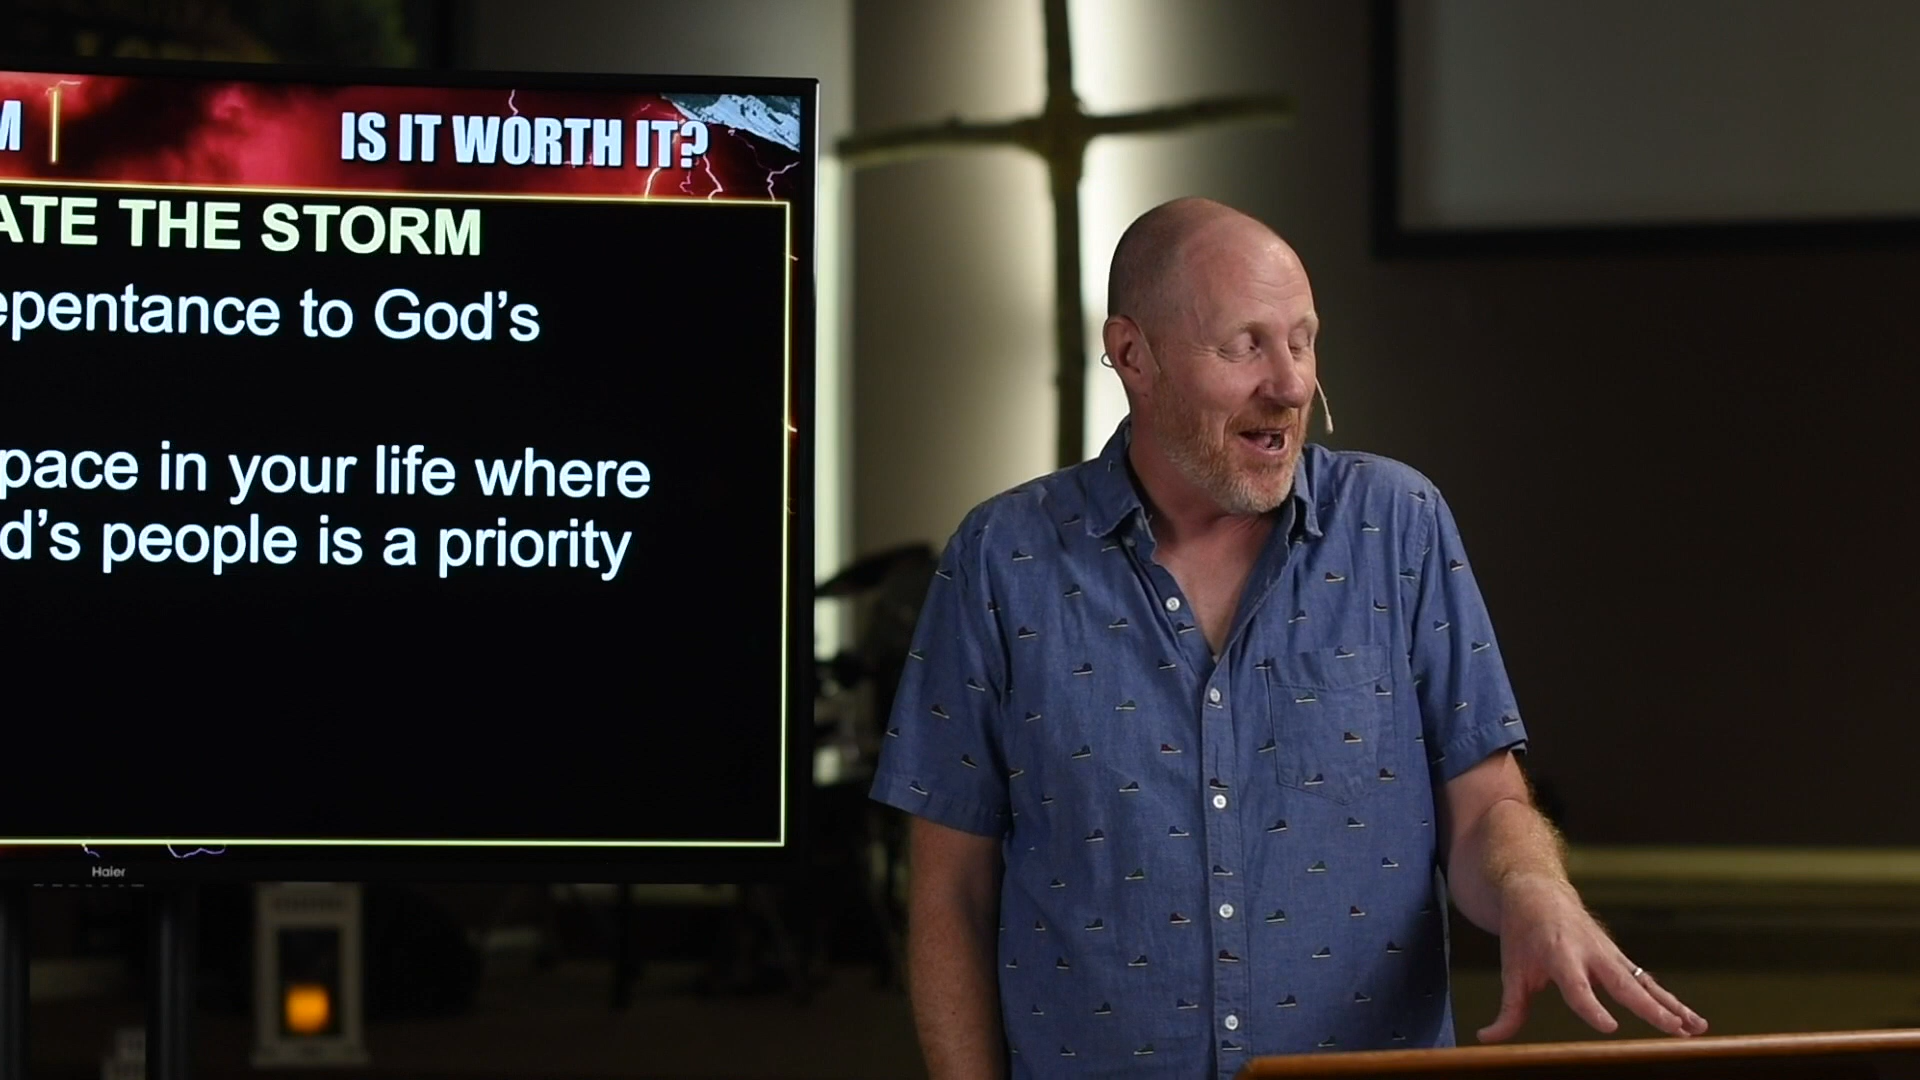 M
IS IT WORTH IT?
ATE THE STORM
epentance to God’s
pace in your life where
d’s people is a priority
Haier